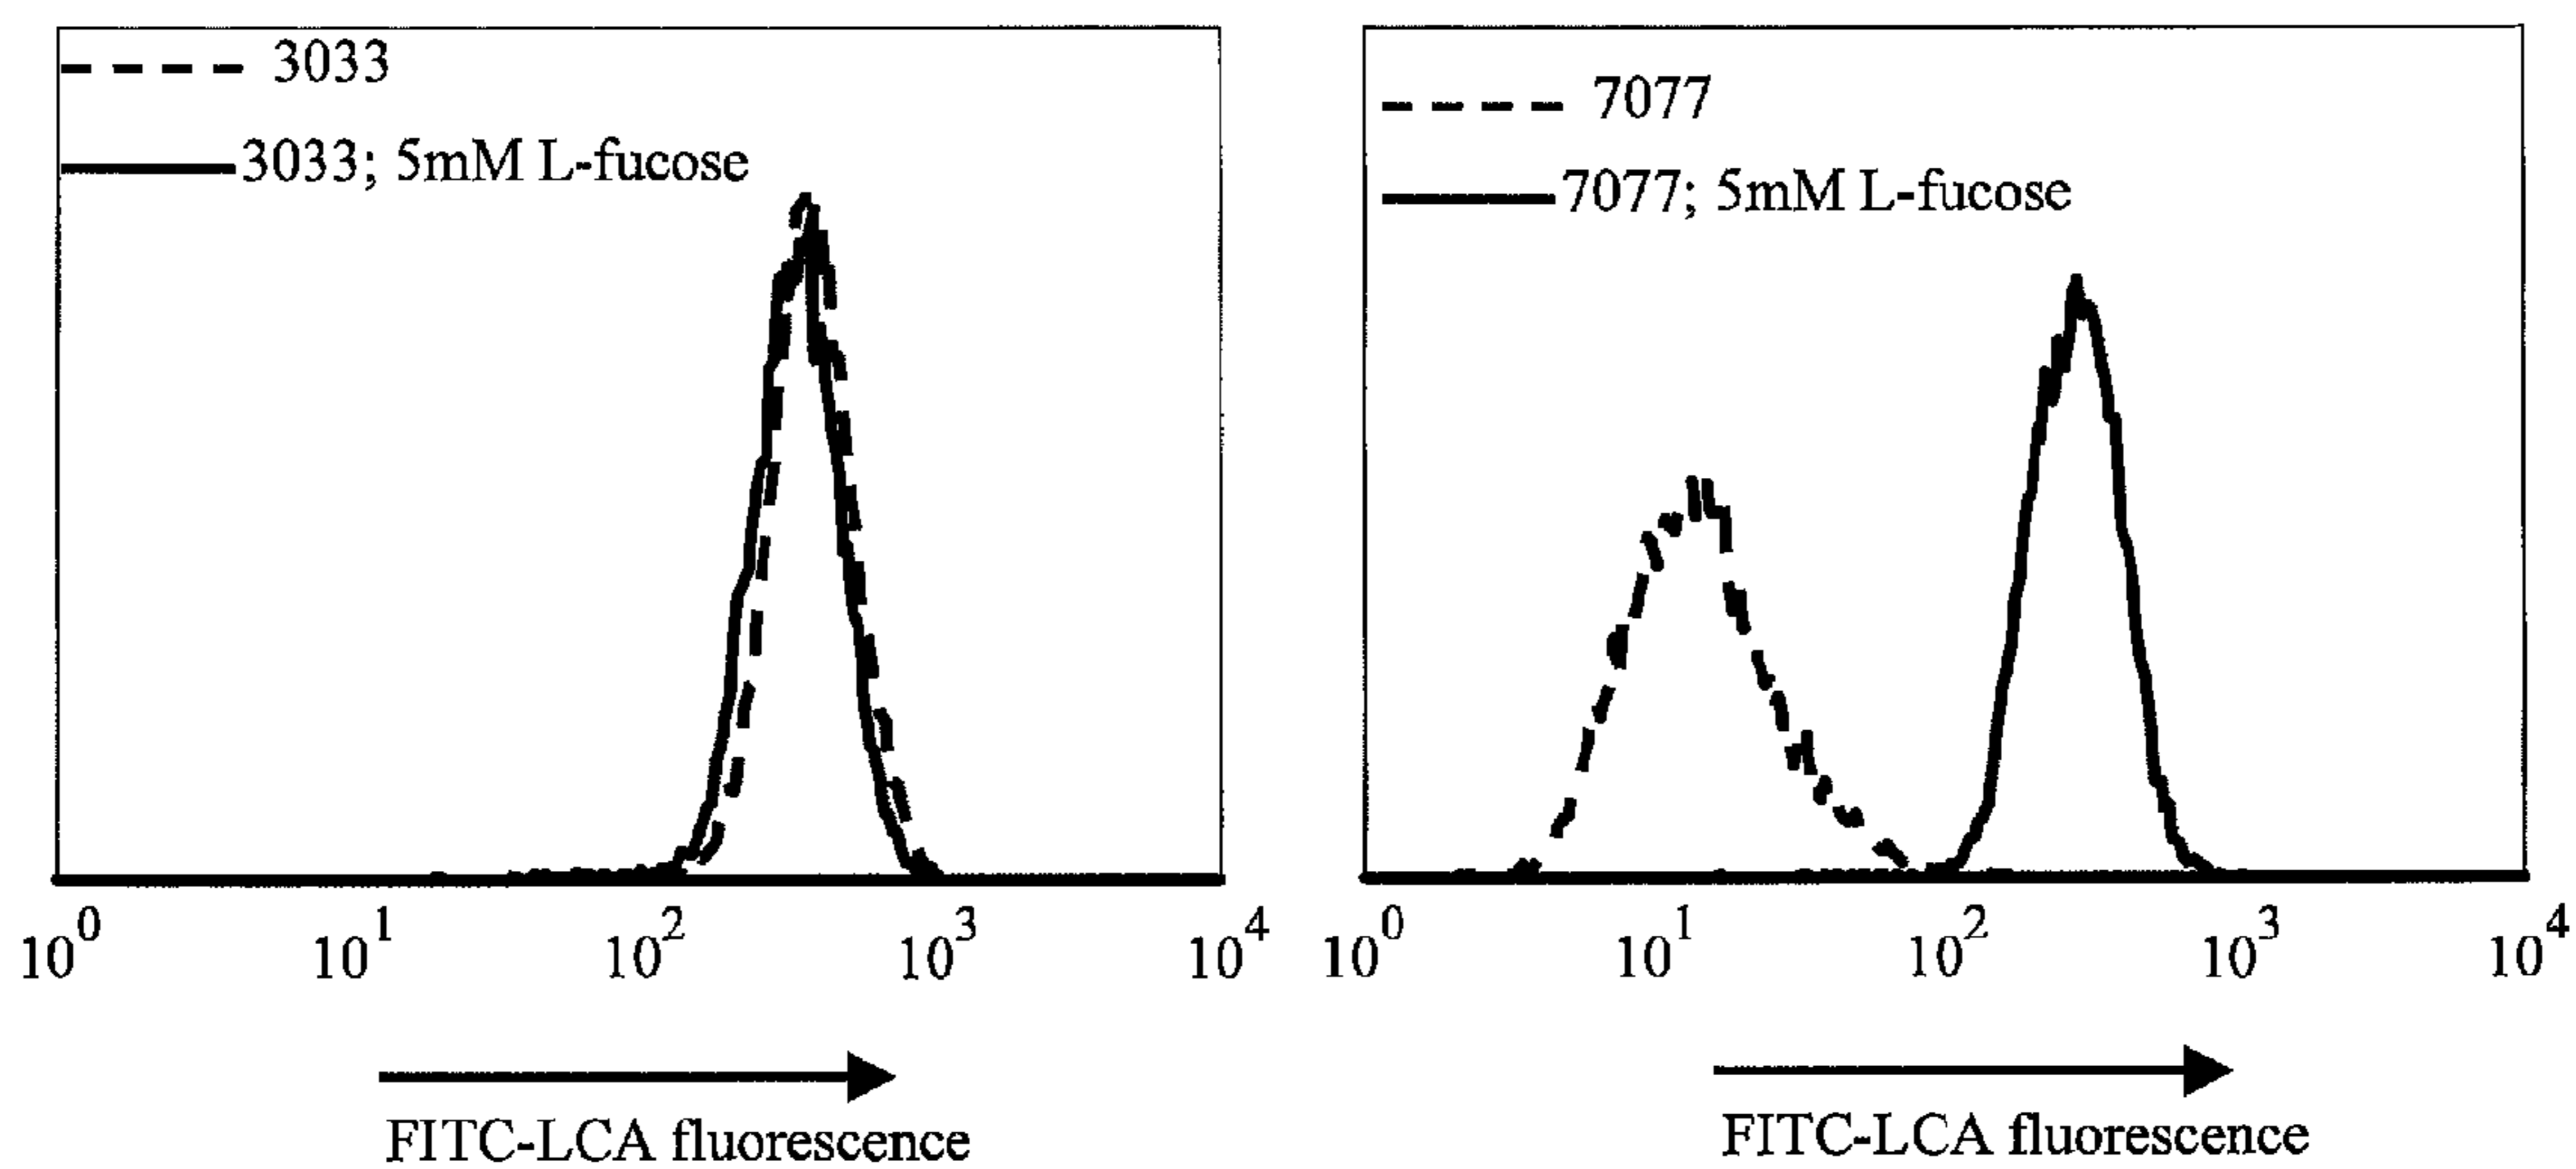 3033
3033; 5mM L-fucose
10^0 10^1 10^2 10^3 10^4
FITC-LCA fluorescence
7077
7077; 5mM L-fucose
10^0 10^1 10^2 10^3 10^4
FITC-LCA fluorescence